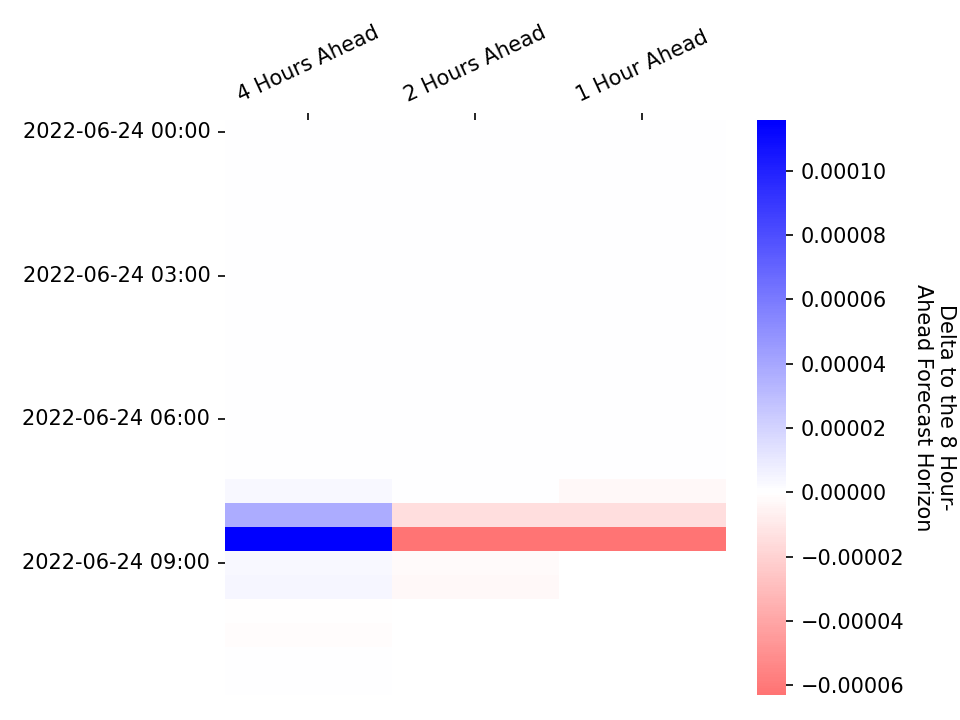 4 Hours Ahead
2 Hours Ahead
1 Hour Ahead
2022-06-24 00:00
2022-06-24 03:00
2022-06-24 06:00
2022-06-24 09:00
0.00010
0.00008
0.00006
0.00004
0.00002
0.00000
−0.00002
−0.00004
−0.00006
Delta to the 8 Hour-
Ahead Forecast Horizon